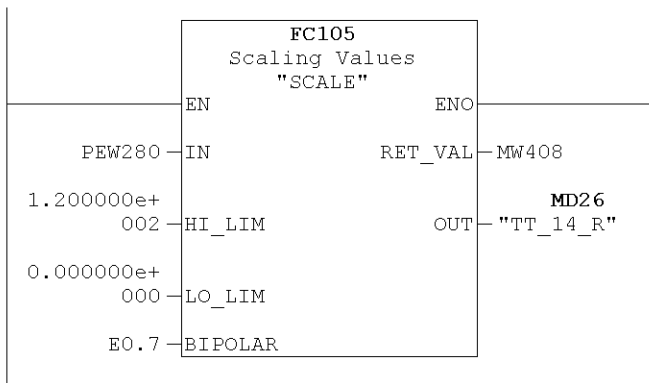 FC105
Scaling Values
"SCALE"
EN ENO
PEW280 IN RET_VAL MW408
1.200000e+ MD26
002 HI_LIM OUT "TT_14_R"
0.000000e+
000 LO_LIM
E0.7 BIPOLAR